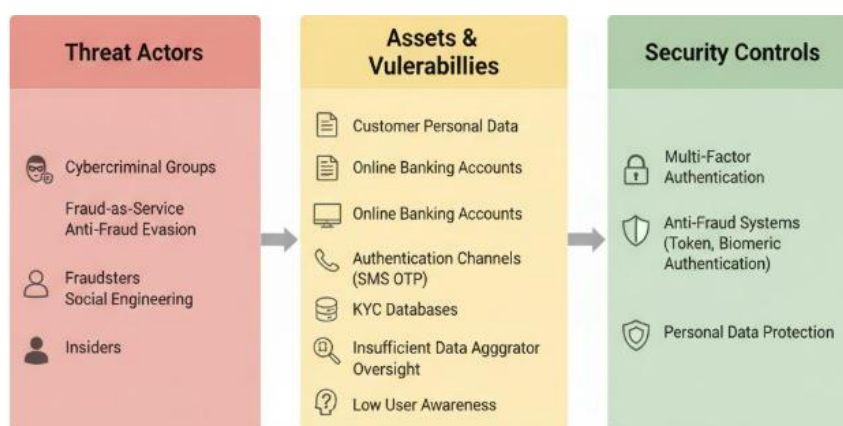 Threat Actors
Cybercriminal Groups
Fraud-as-Service
Anti-Fraud Evasion
Fraudsters
Social Engineering
Insiders
Assets &
Vulerabillies
Customer Personal Data
Online Banking Accounts
Online Banking Accounts
Authentication Channels
(SMS OTP)
KYC Databases
Insufficient Data Agggrator
Oversight
Low User Awareness
Security Controls
Multi-Factor
Authentication
Anti-Fraud Systems
(Token, Biomeric
Authentication)
Personal Data Protection